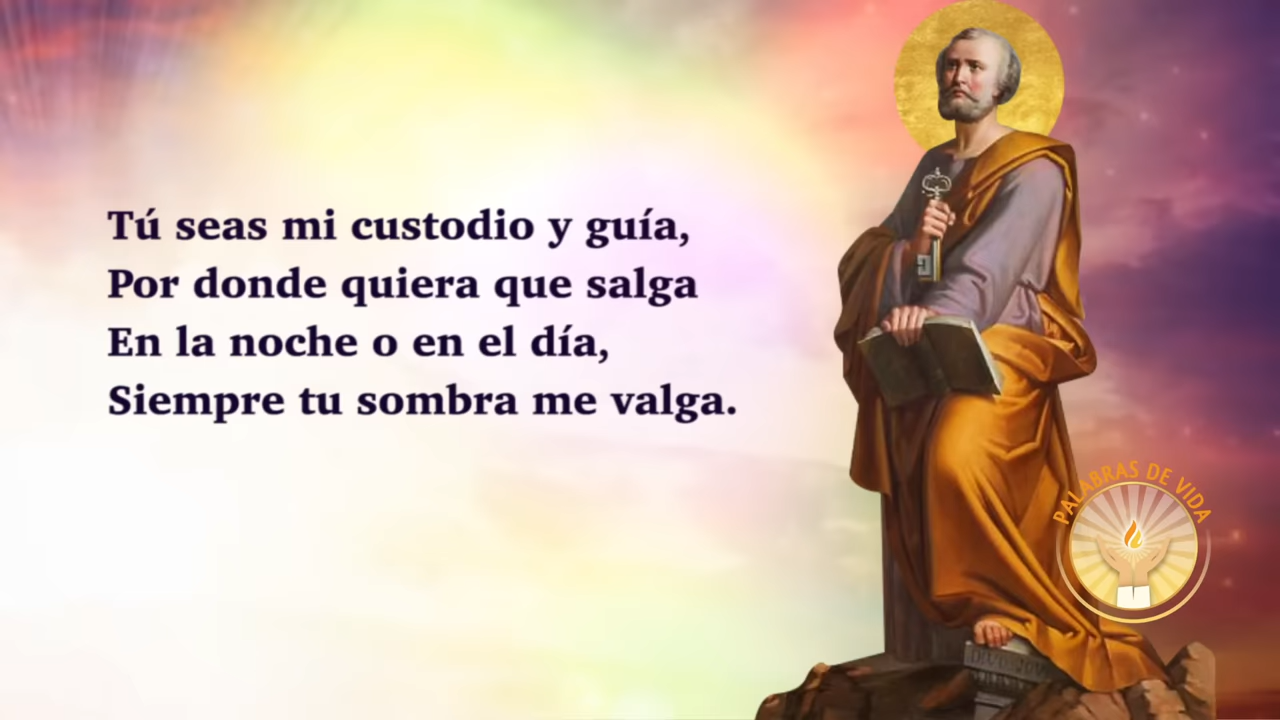 Tú seas mi custodio y guía,
Por donde quiera que salga
En la noche o en el día,
Siempre tu sombra me valga.
PALABRAS DE VIDA